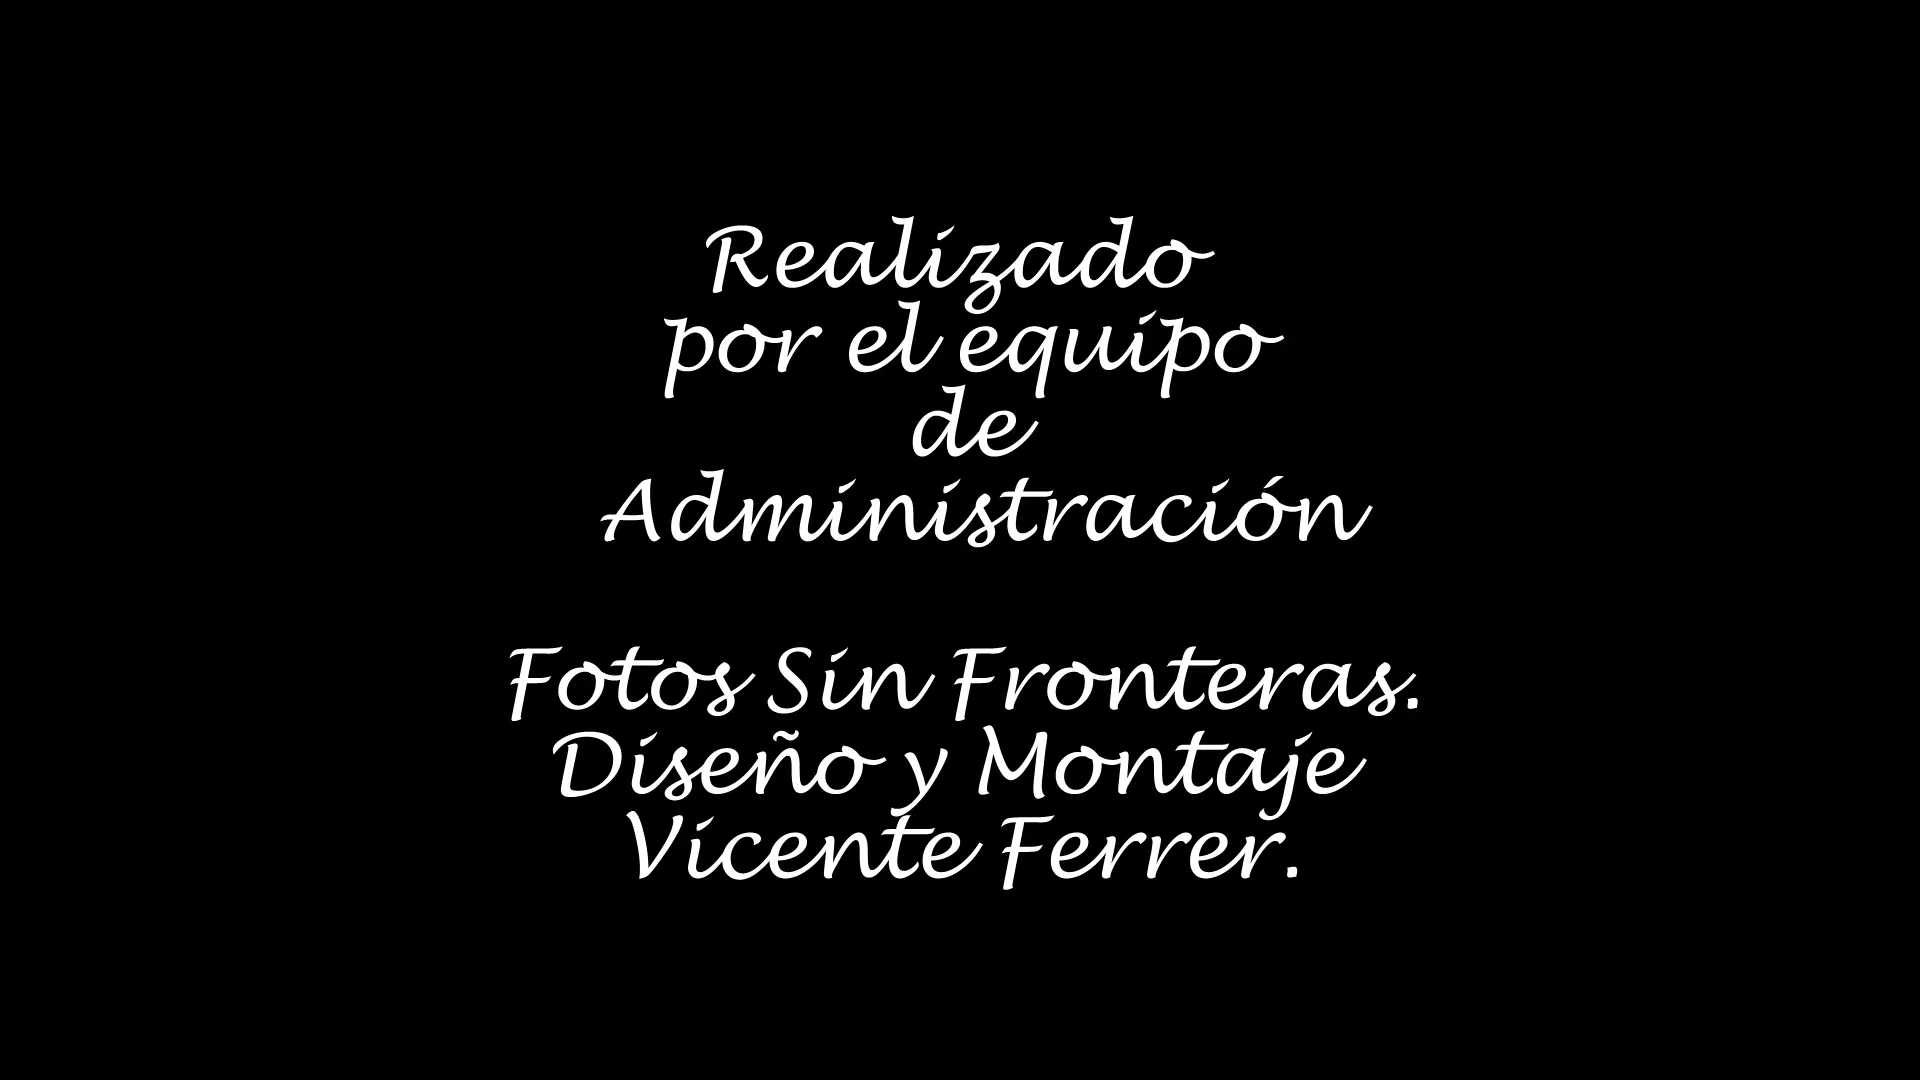 Realizado
por el equipo
de
Administración
Fotos Sin Fronteras.
Diseño y Montaje
Vicente Ferrer.